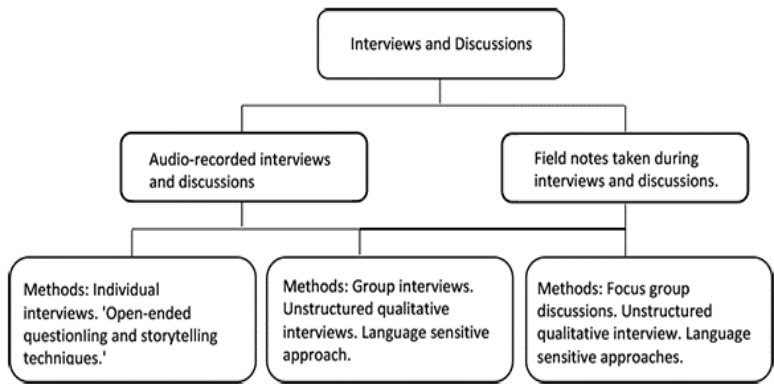 Interviews and Discussions
Audio-recorded interviews
and discussions
Field notes taken during
interviews and discussions.
Methods: Individual
interviews. 'Open-ended
questionIing and storytelling
techniques.'
Methods: Group interviews.
Unstructured qualitative
interviews. Language sensitive
approach.
Methods: Focus group
discussions. Unstructured
qualitative interview. Language
sensitive approaches.